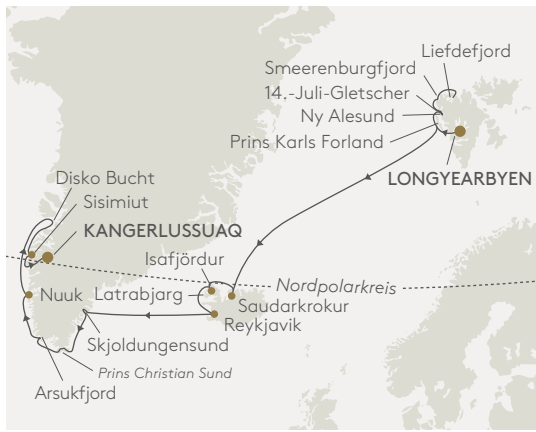 Liefdefjord
Smeerenburgfjord
14.-Juli-Gletscher
Ny Alesund
Prins Karls Forland
LONGYEARBYEN
Disko Bucht
Sisimiut
KANGERLUSSUAQ
Isafjördur
Nordpolarkreis
Nuuk
Latrabjarg
Saudarkrokur
Reykjavik
Skjoldungensund
Prins Christian Sund
Arsukfjord